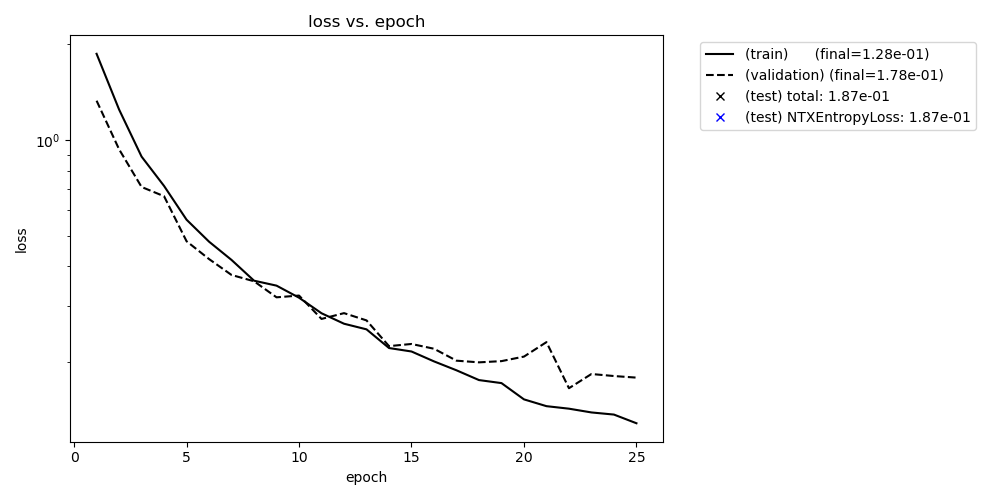 loss vs. epoch
(train) (final=1.28e-01)
(validation) (final=1.78e-01)
(test) total: 1.87e-01
(test) NTXEntropyLoss: 1.87e-01
10⁰
loss
0 5 10 15 20 25
epoch